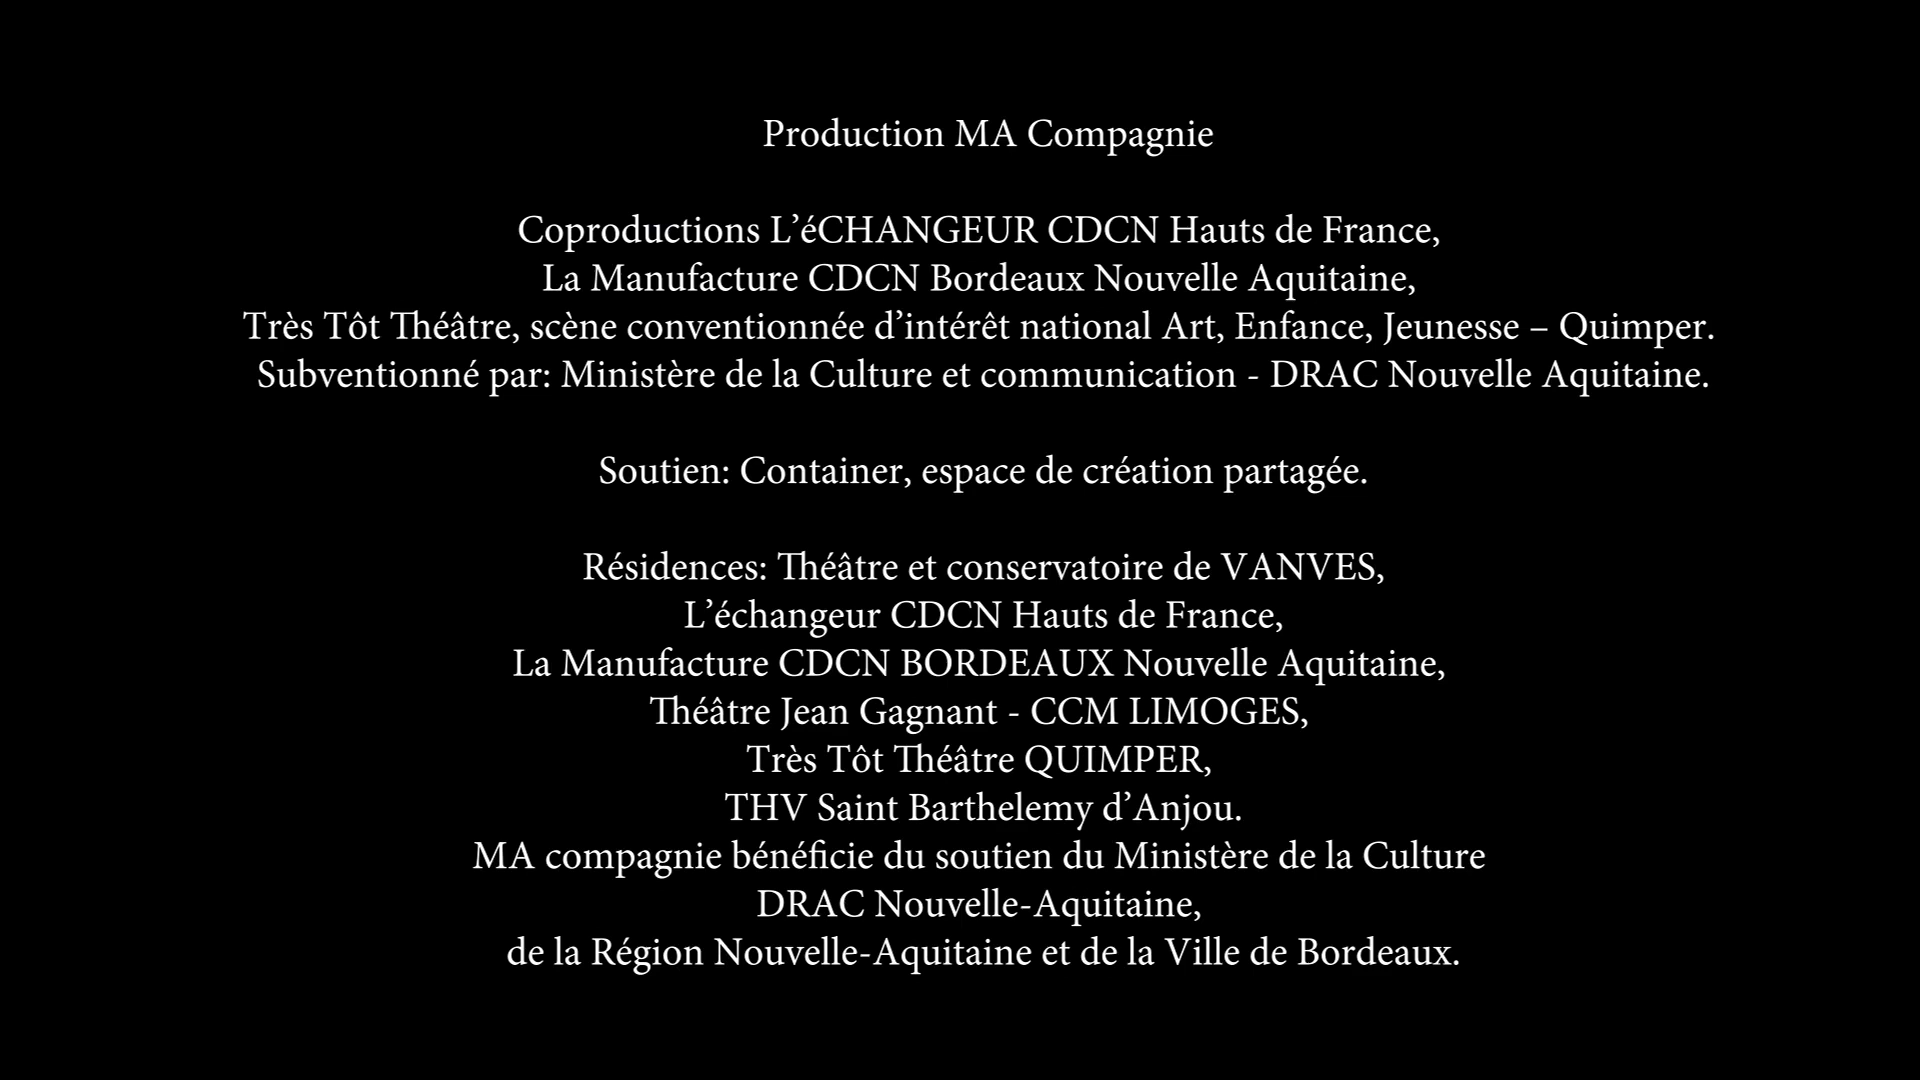 Production MA Compagnie
Coproductions L’éCHANGEUR CDCN Hauts de France,
La Manufacture CDCN Bordeaux Nouvelle Aquitaine,
Très Tôt Théâtre, scène conventionnée d’intérêt national Art, Enfance, Jeunesse – Quimper.
Subventionné par: Ministère de la Culture et communication - DRAC Nouvelle Aquitaine.
Soutien: Container, espace de création partagée.
Résidences: Théâtre et conservatoire de VANVES,
L’échangeur CDCN Hauts de France,
La Manufacture CDCN BORDEAUX Nouvelle Aquitaine,
Théâtre Jean Gagnant - CCM LIMOGES,
Très Tôt Théâtre QUIMPER,
THV Saint Barthelemy d’Anjou.
MA compagnie bénéficie du soutien du Ministère de la Culture
DRAC Nouvelle-Aquitaine,
de la Région Nouvelle-Aquitaine et de la Ville de Bordeaux.